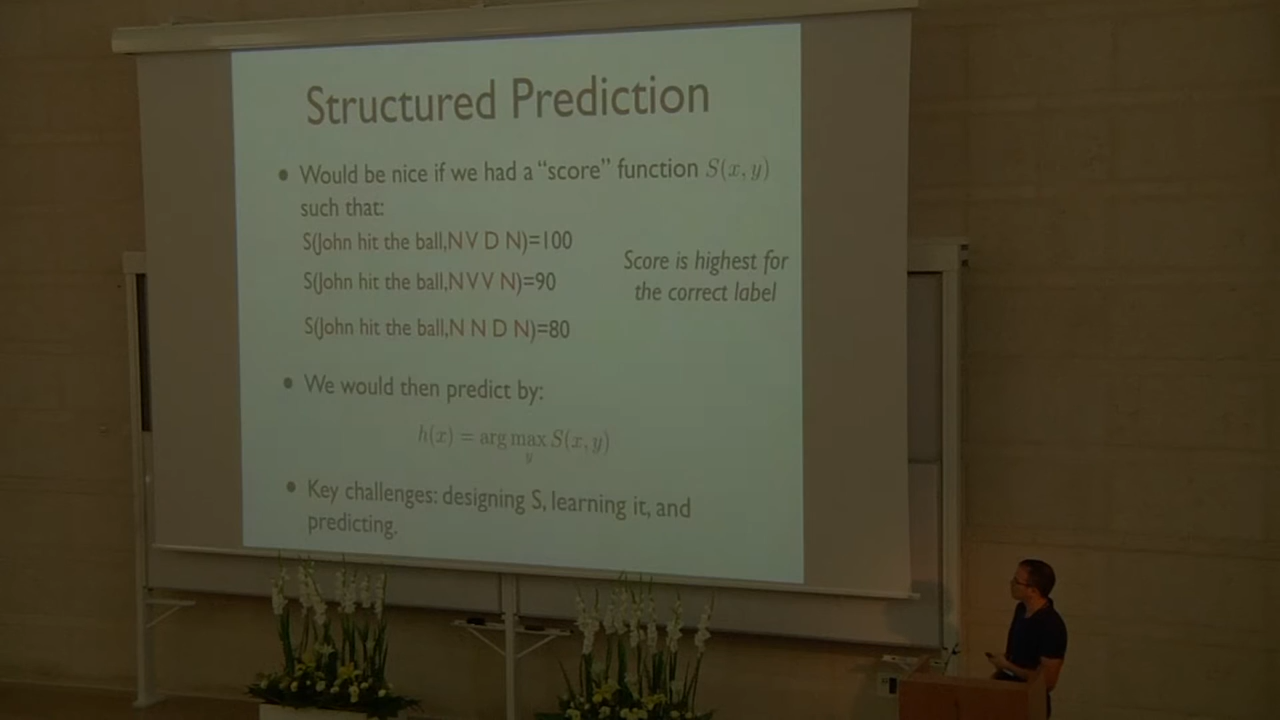 Structured Prediction
• Would be nice if we had a “score” function S(x, y)
such that:
S(John hit the ball,N V D N)=100
S(John hit the ball,N V V N)=90
S(John hit the ball,N N D N)=80
Score is highest for
the correct label
• We would then predict by:
h(x) = arg max S(x, y)
y
• Key challenges: designing S, learning it, and
predicting.